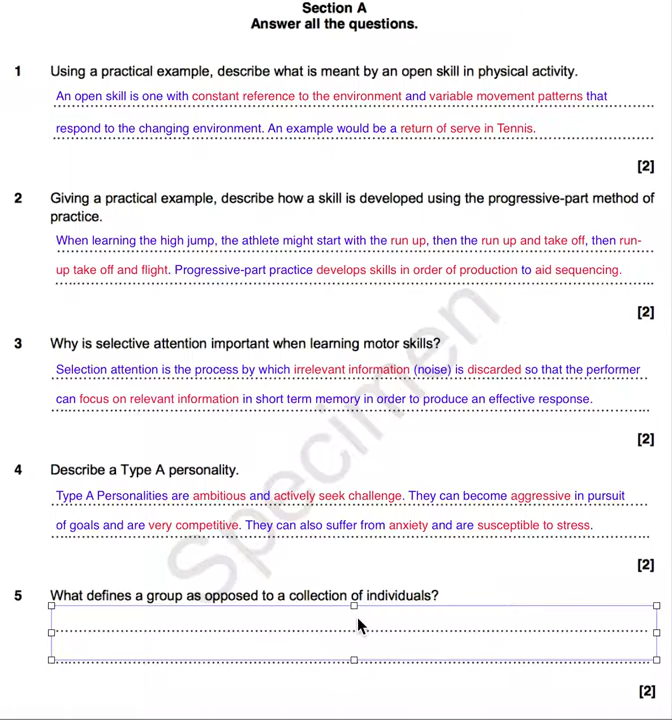 Section A
Answer all the questions.
1 Using a practical example, describe what is meant by an open skill in physical activity.
An open skill is one with constant reference to the environment and variable movement patterns that
respond to the changing environment. An example would be a return of serve in Tennis.
[2]
2 Giving a practical example, describe how a skill is developed using the progressive-part method of
practice.
When learning the high jump, the athlete might start with the run up, then the run up and take off, then run-
up take off and flight. Progressive-part practice develops skills in order of production to aid sequencing.
[2]
3 Why is selective attention important when learning motor skills?
Selection attention is the process by which irrelevant information (noise) is discarded so that the performer
can focus on relevant information in short term memory in order to produce an effective response.
[2]
4 Describe a Type A personality.
Type A Personalities are ambitious and actively seek challenge. They can become aggressive in pursuit
of goals and are very competitive. They can also suffer from anxiety and are susceptible to stress.
[2]
5 What defines a group as opposed to a collection of individuals?
[2]
Specimen